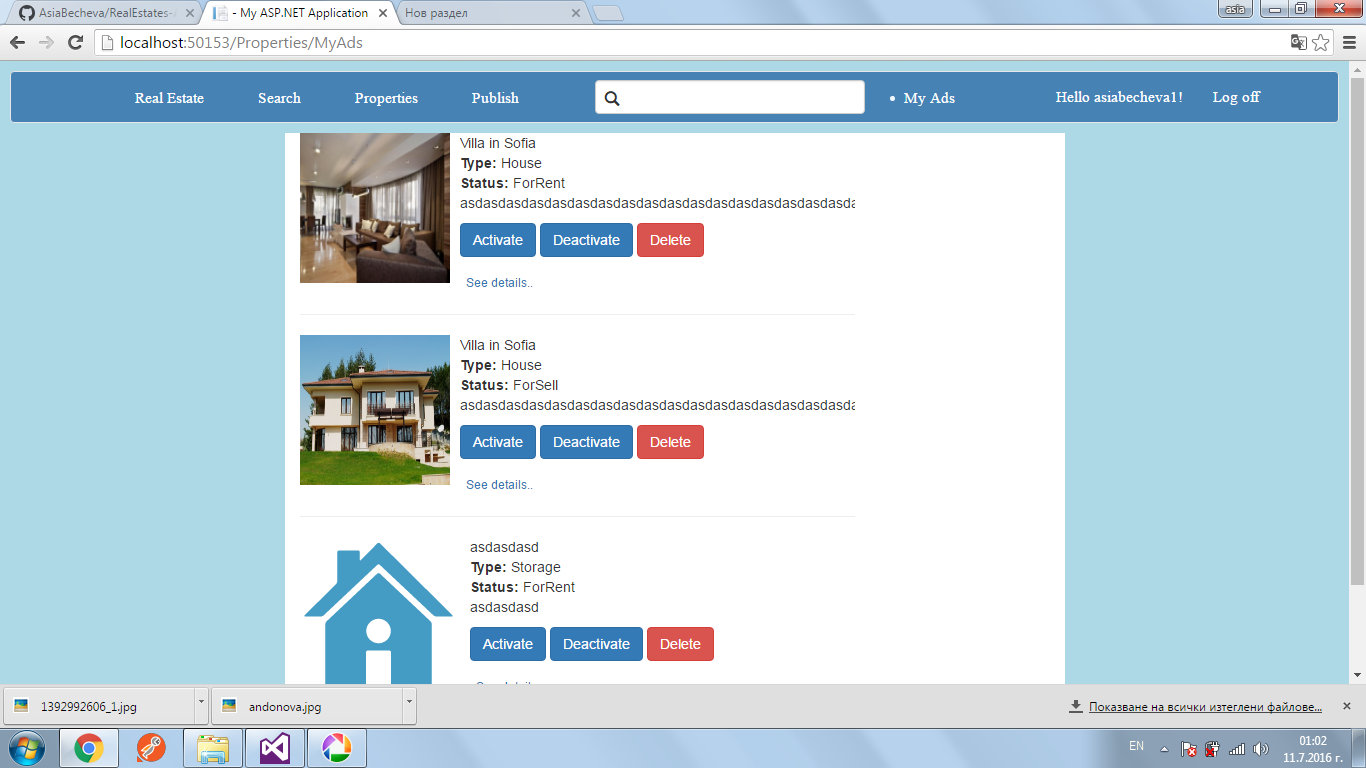 AsiaBecheva/RealEstates-
- My ASP.NET Application
Нов раздел
asia
localhost:50153/Properties/MyAds
Real Estate
Search
Properties
Publish
My Ads
Hello asiabecheva1!
Log off
Villa in Sofia
Type: House
Status: ForRent
asdasdasdasdasdasdasdasdasdasdasdasdasdasdasdasdasda
Activate
Deactivate
Delete
See details..
Villa in Sofia
Type: House
Status: ForSell
asdasdasdasdasdasdasdasdasdasdasdasdasdasdasdasdasda
Activate
Deactivate
Delete
See details..
asdasdasd
Type: Storage
Status: ForRent
asdasdasd
Activate
Deactivate
Delete
1392992606_1.jpg
andonova.jpg
Показване на всички изтеглени файлове...
EN
01:02
11.7.2016 г.